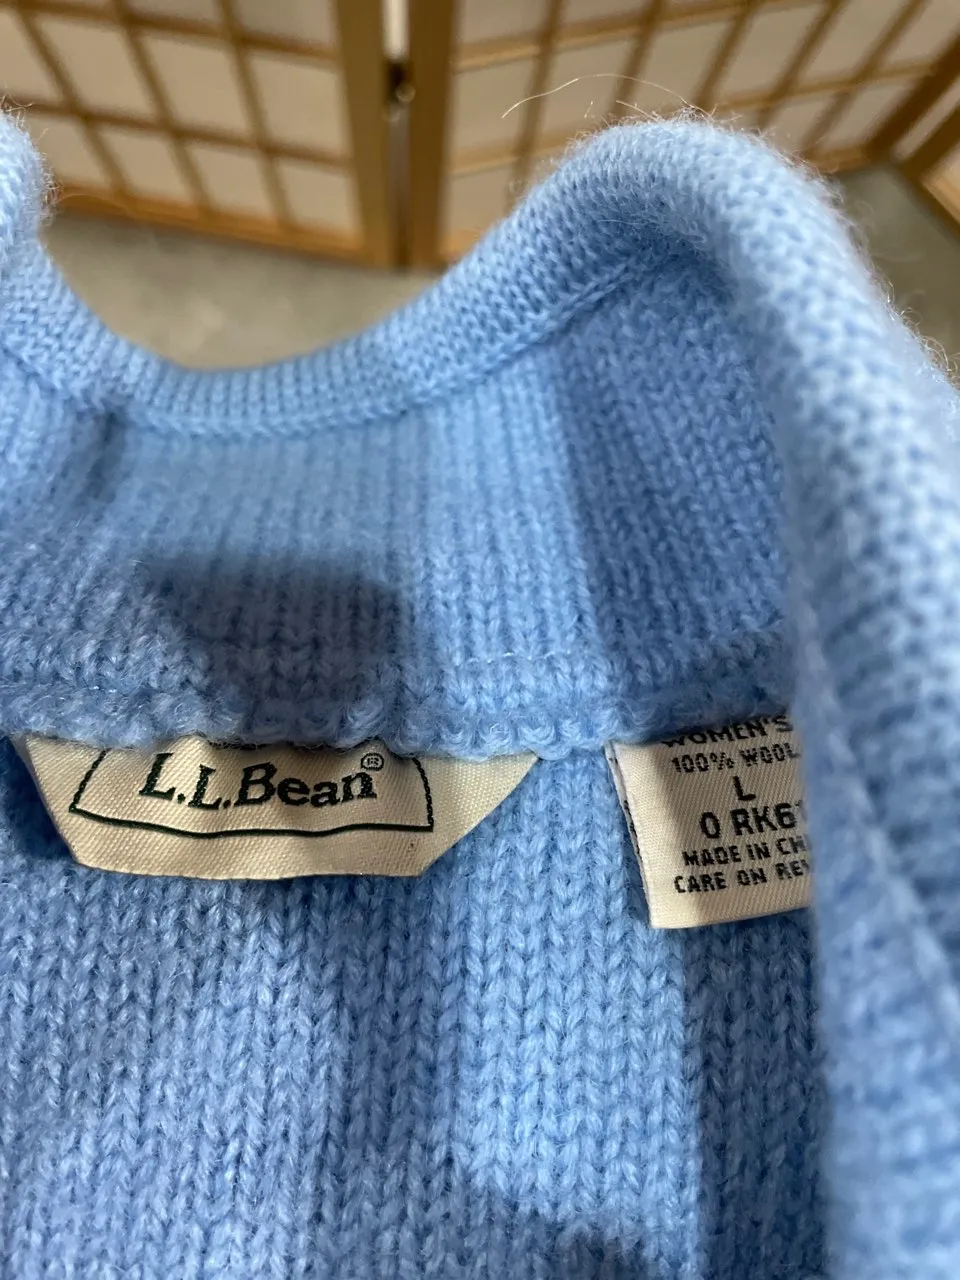 L.L.Bean®
WOMEN'S
100% WOOL
L
0 RK61
MADE IN CH
CARE ON REV